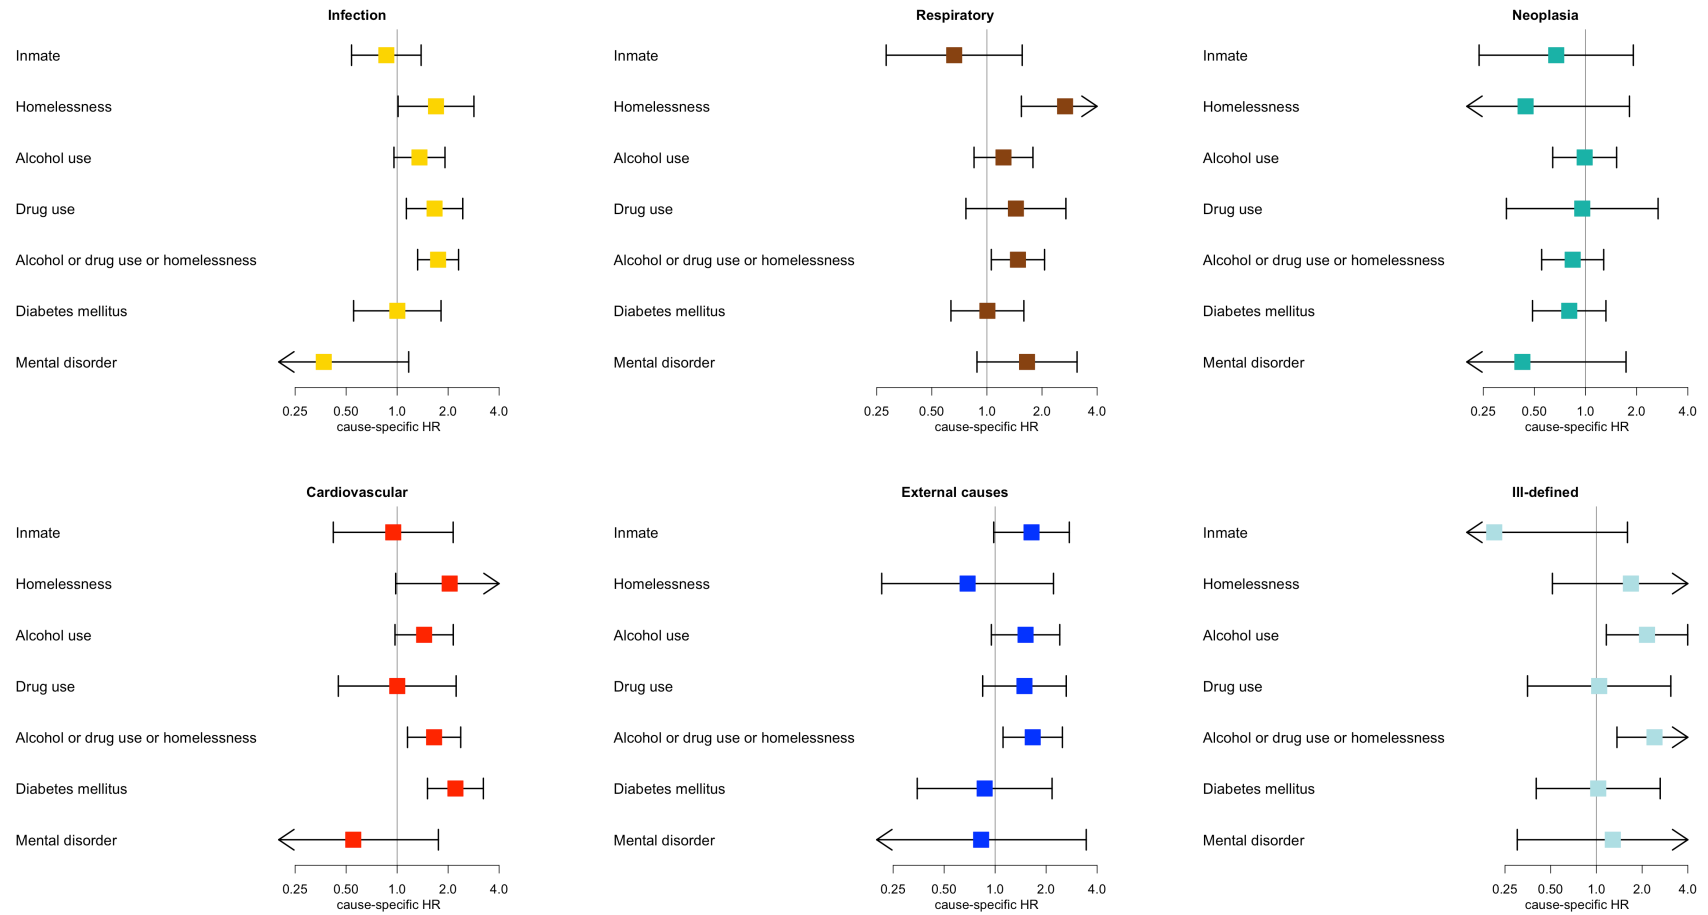 Infection
Inmate
Homelessness
Alcohol use
Drug use
Alcohol or drug use or homelessness
Diabetes mellitus
Mental disorder
0.25 0.50 1.0 2.0 4.0
cause-specific HR
Respiratory
Inmate
Homelessness
Alcohol use
Drug use
Alcohol or drug use or homelessness
Diabetes mellitus
Mental disorder
0.25 0.50 1.0 2.0 4.0
cause-specific HR
Neoplasia
Inmate
Homelessness
Alcohol use
Drug use
Alcohol or drug use or homelessness
Diabetes mellitus
Mental disorder
0.25 0.50 1.0 2.0 4.0
cause-specific HR
Cardiovascular
Inmate
Homelessness
Alcohol use
Drug use
Alcohol or drug use or homelessness
Diabetes mellitus
Mental disorder
0.25 0.50 1.0 2.0 4.0
cause-specific HR
External causes
Inmate
Homelessness
Alcohol use
Drug use
Alcohol or drug use or homelessness
Diabetes mellitus
Mental disorder
0.25 0.50 1.0 2.0 4.0
cause-specific HR
Ill-defined
Inmate
Homelessness
Alcohol use
Drug use
Alcohol or drug use or homelessness
Diabetes mellitus
Mental disorder
0.25 0.50 1.0 2.0 4.0
cause-specific HR